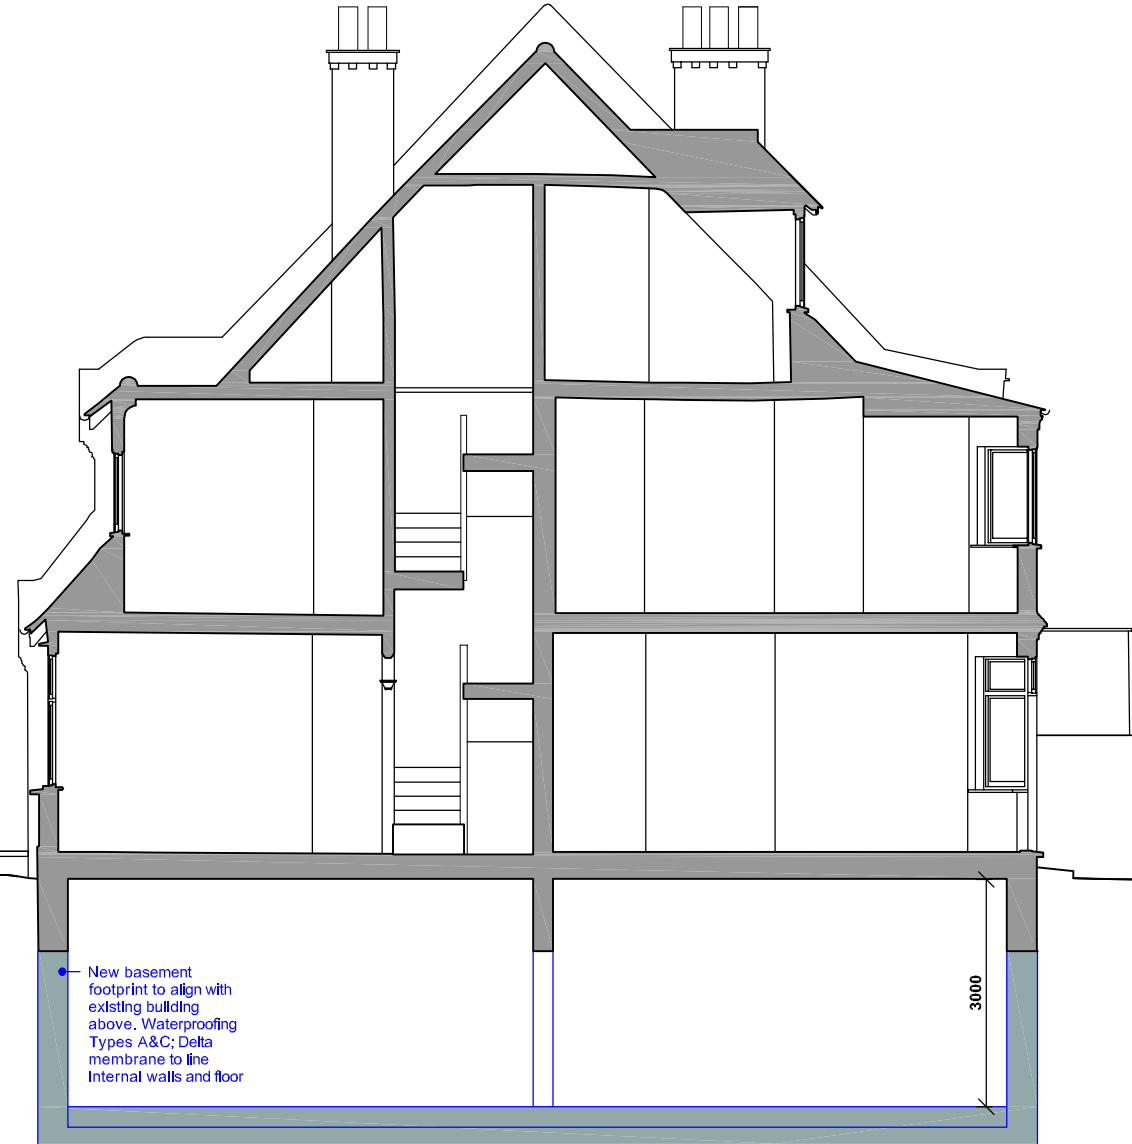 New basement
footprint to align with
existing building
above. Waterproofing
Types A&C; Delta
membrane to line
Internal walls and floor
3000